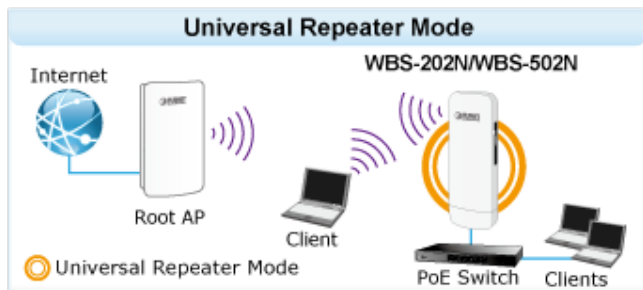 Universal Repeater Mode
WBS-202N/WBS-502N
Internet
Root AP
Client
Universal Repeater Mode
PoE Switch
Clients